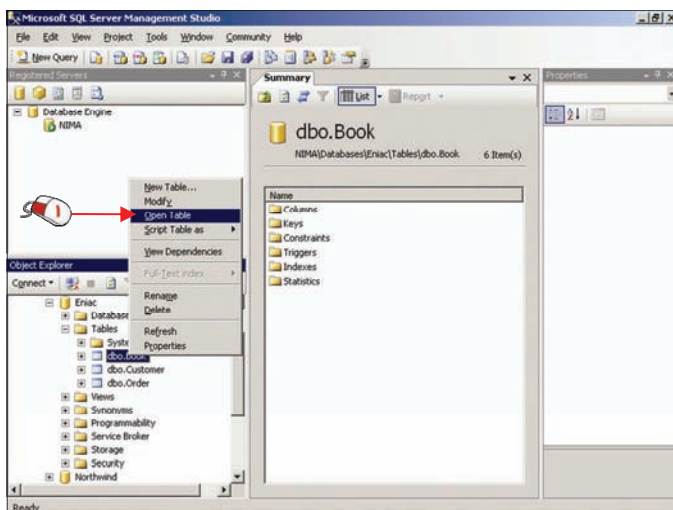 Microsoft SQL Server Management Studio
File Edit View Project Tools Window Community Help
New Query
Registered Servers
Database Engine
NIMA
New Table...
Modify
Open Table
Script Table as
View Dependencies
Full-Text index
Rename
Delete
Refresh
Properties
1
Object Explorer
Connect
Eniac
Database
Tables
Syste
dbo.Book
dbo.Customer
dbo.Order
Views
Synonyms
Programmability
Service Broker
Storage
Security
Northwind
Summary
List Report
dbo.Book
NIMA\Databases\Eniac\Tables\dbo.Book 6 Item(s)
Name
Columns
Keys
Constraints
Triggers
Indexes
Statistics
Properties
Ready